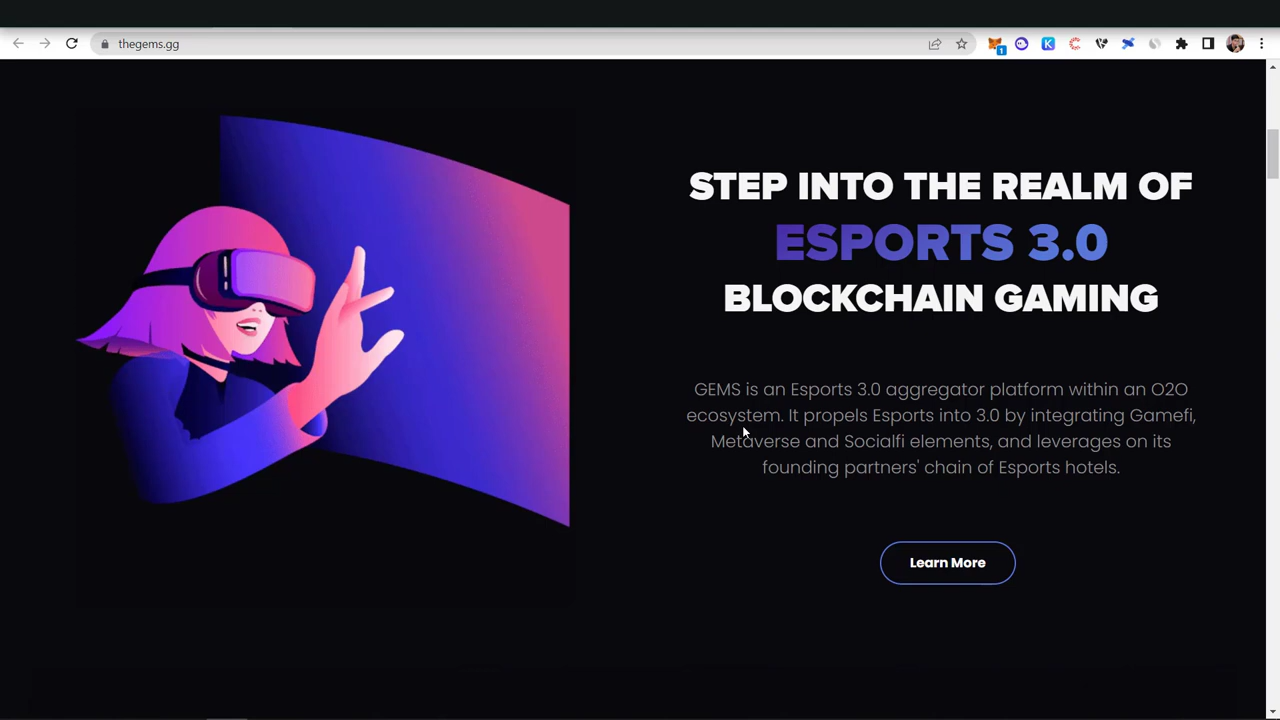 thegems.gg
1
STEP INTO THE REALM OF
ESPORTS 3.0
BLOCKCHAIN GAMING
GEMS is an Esports 3.0 aggregator platform within an O2O
ecosystem. It propels Esports into 3.0 by integrating Gamefi,
Metaverse and Socialfi elements, and leverages on its
founding partners' chain of Esports hotels.
Learn More